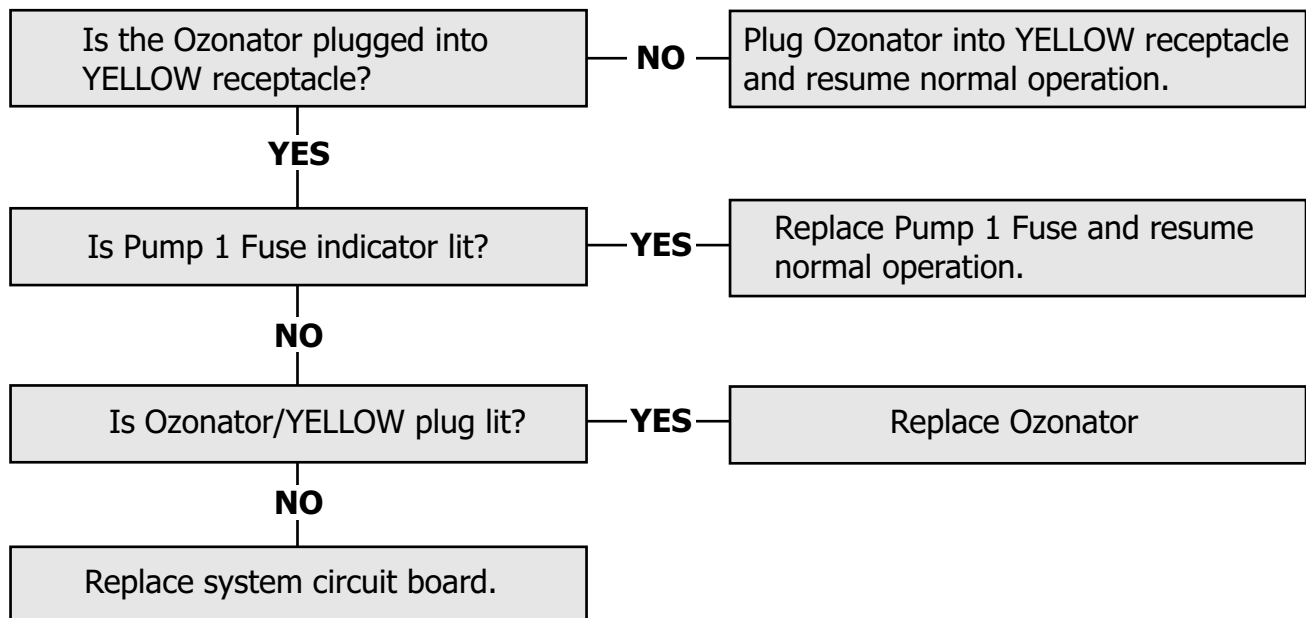 Is the Ozonator plugged into
YELLOW receptacle?
NO
Plug Ozonator into YELLOW receptacle
and resume normal operation.
YES
Is Pump 1 Fuse indicator lit?
YES
Replace Pump 1 Fuse and resume
normal operation.
NO
Is Ozonator/YELLOW plug lit?
YES
Replace Ozonator
NO
Replace system circuit board.